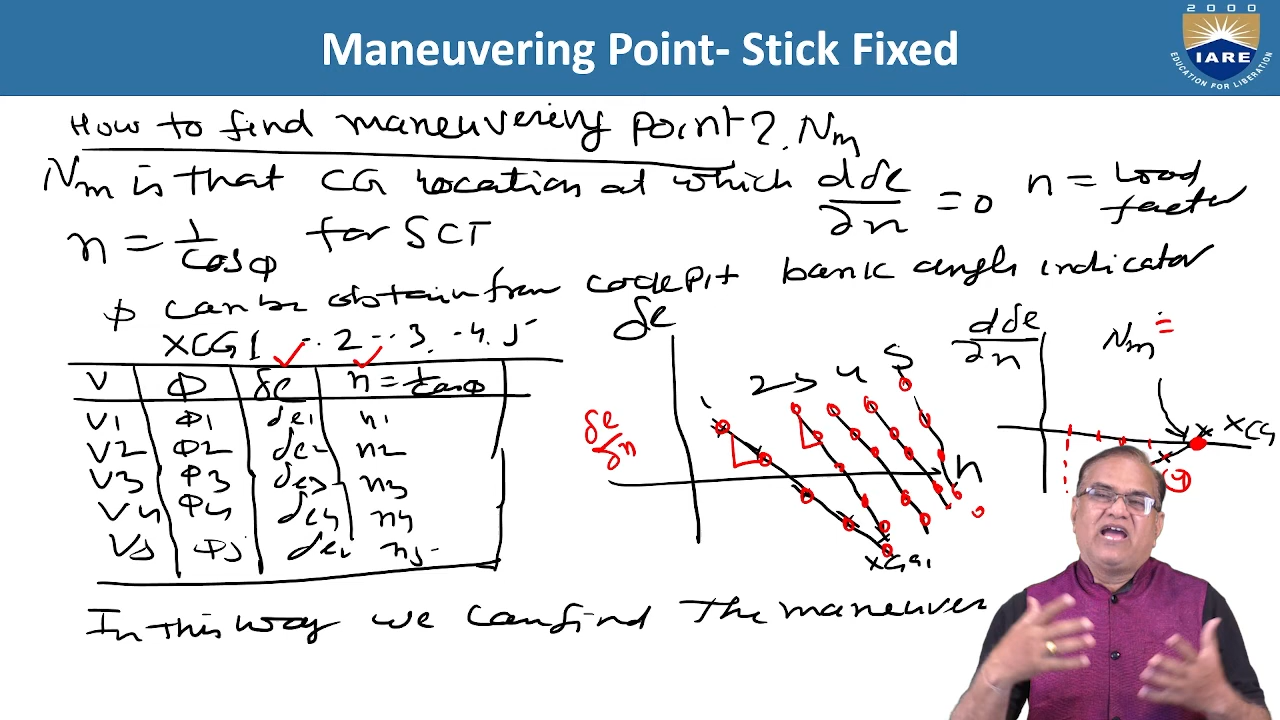 Maneuvering Point- Stick Fixed
2000
IARE
EDUCATION FOR LIBERATION
How to find maneuvering point? Nm
Nm is that CG location at which dδe/∂n = 0 n = Load factor
n = 1/cosφ for SCT
φ can be obtain from cockpit bank angle indicator
XCG 1 -- 2 -- 3. - 4. 5
V φ δe n = 1/cosφ
V1 φ1 δe1 n1
V2 φ2 δe2 n2
V3 φ3 δe3 n3
V4 φ4 δe4 n4
V5 φ5 δe n5
δe
1 2 3 4 5
δe/δn
n
XCG1
dδe/∂n
Nm =
XCG
In this way we can find the maneuver